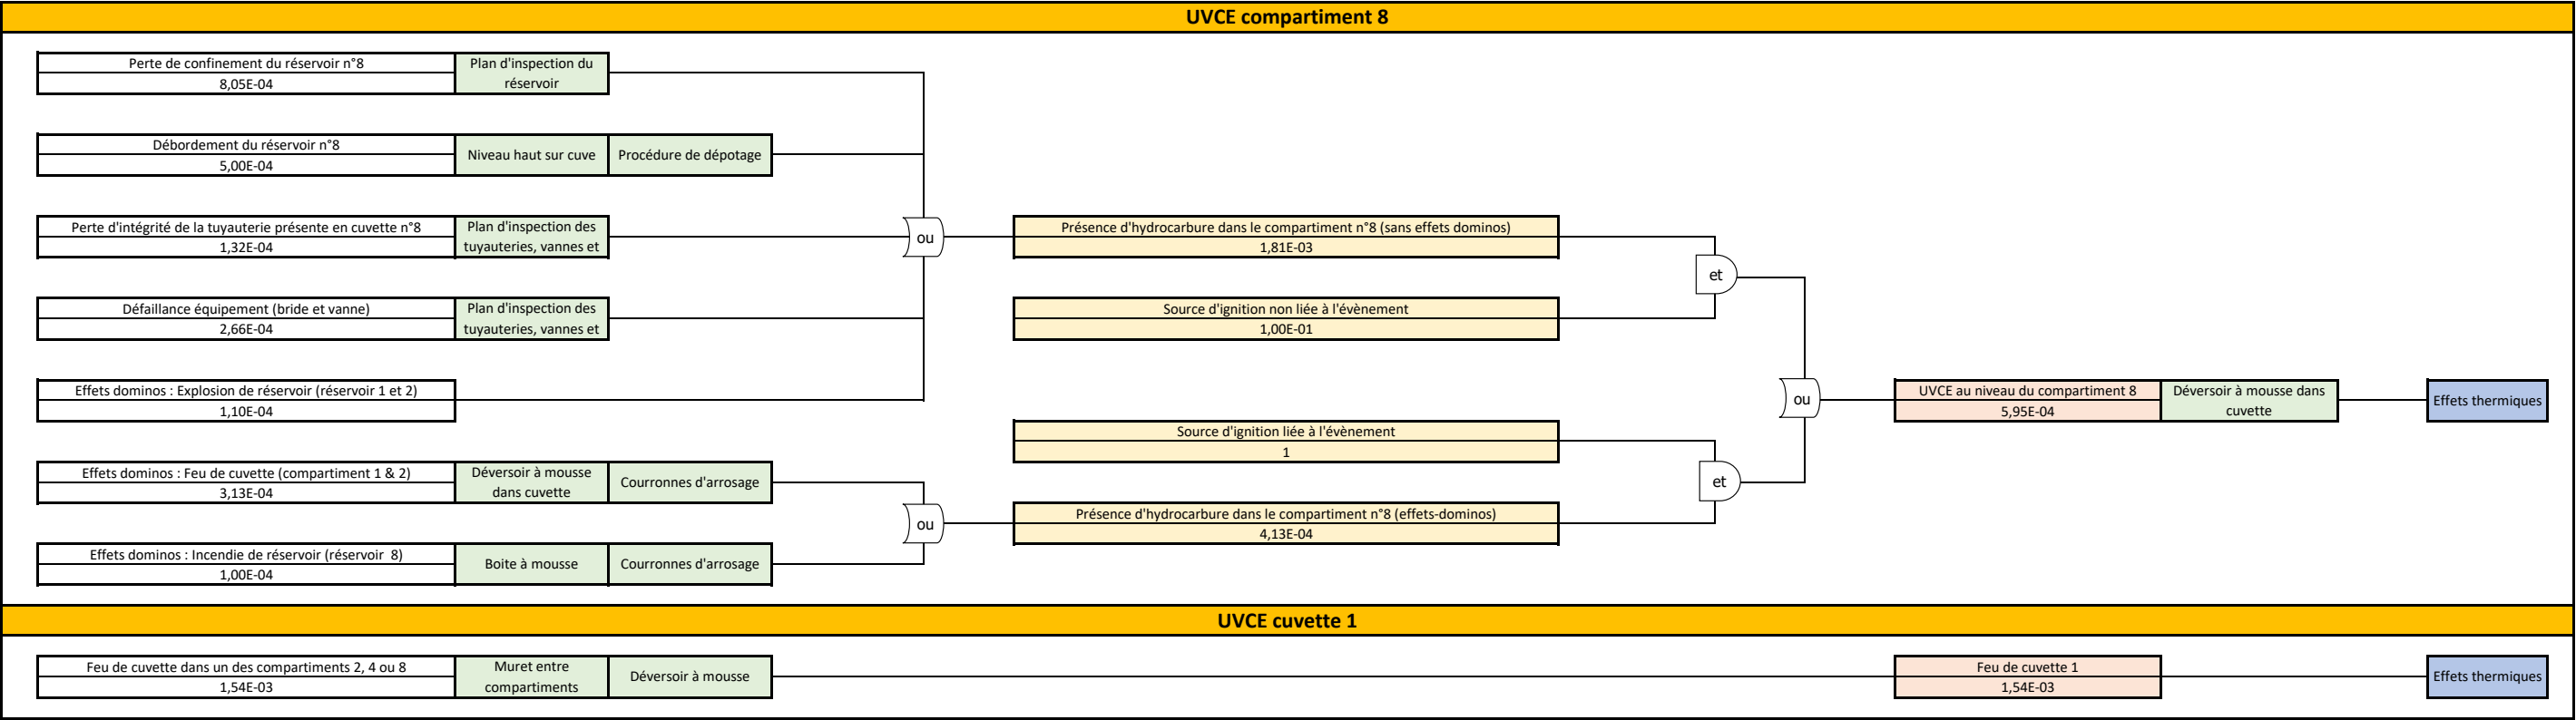 UVCE compartiment 8
Perte de confinement du réservoir n°8
8,05E-04
Plan d'inspection du
réservoir
Débordement du réservoir n°8
5,00E-04
Niveau haut sur cuve
Procédure de dépotage
Perte d'intégrité de la tuyauterie présente en cuvette n°8
1,32E-04
Plan d'inspection des
tuyauteries, vannes et
ou
Présence d'hydrocarbure dans le compartiment n°8 (sans effets dominos)
1,81E-03
et
Défaillance équipement (bride et vanne)
2,66E-04
Plan d'inspection des
tuyauteries, vannes et
Source d'ignition non liée à l'évènement
1,00E-01
Effets dominos : Explosion de réservoir (réservoir 1 et 2)
1,10E-04
ou
UVCE au niveau du compartiment 8
5,95E-04
Déversoir à mousse dans
cuvette
Effets thermiques
Source d'ignition liée à l'évènement
1
Effets dominos : Feu de cuvette (compartiment 1 & 2)
3,13E-04
Déversoir à mousse
dans cuvette
Couronnes d'arrosage
et
ou
Présence d'hydrocarbure dans le compartiment n°8 (effets-dominos)
4,13E-04
Effets dominos : Incendie de réservoir (réservoir  8)
1,00E-04
Boite à mousse
Couronnes d'arrosage
UVCE cuvette 1
Feu de cuvette dans un des compartiments 2, 4 ou 8
1,54E-03
Muret entre
compartiments
Déversoir à mousse
Feu de cuvette 1
1,54E-03
Effets thermiques